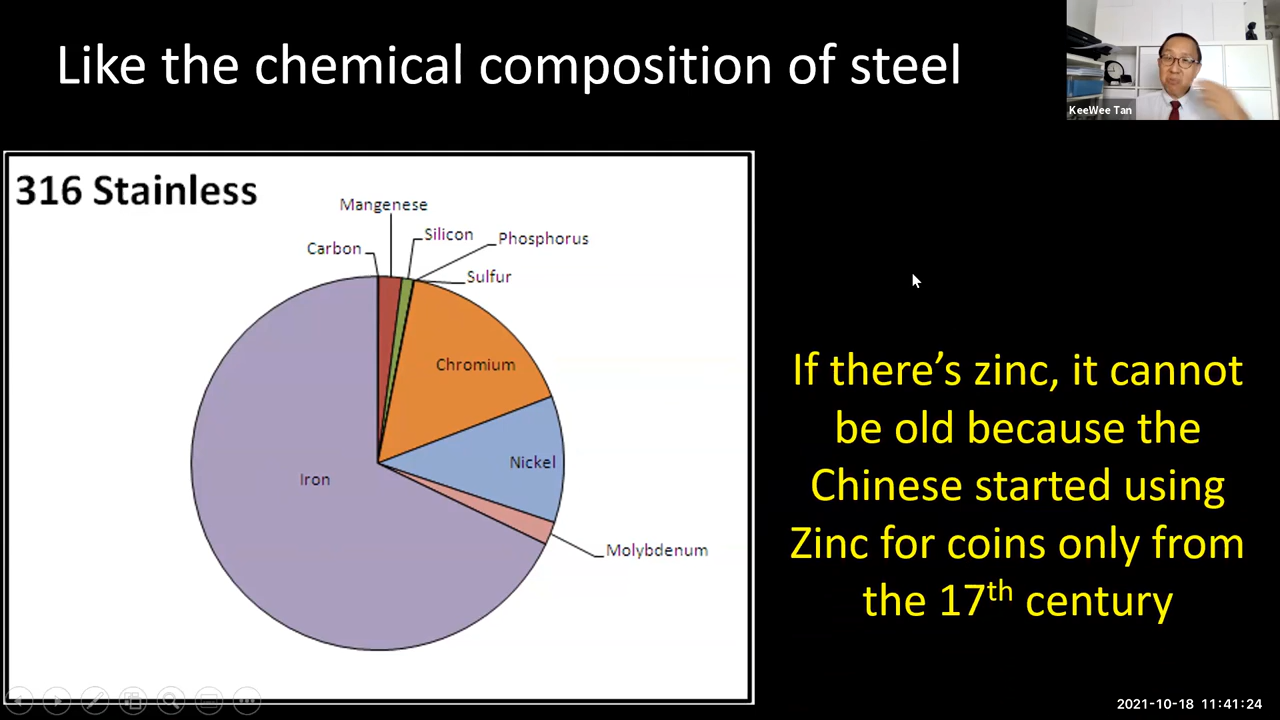 Like the chemical composition of steel
KeeWee Tan
316 Stainless
Mangenese
Silicon
Phosphorus
Carbon
Sulfur
Chromium
Nickel
Iron
Molybdenum
If there’s zinc, it cannot
be old because the
Chinese started using
Zinc for coins only from
the 17th century
2021-10-18 11:41:24